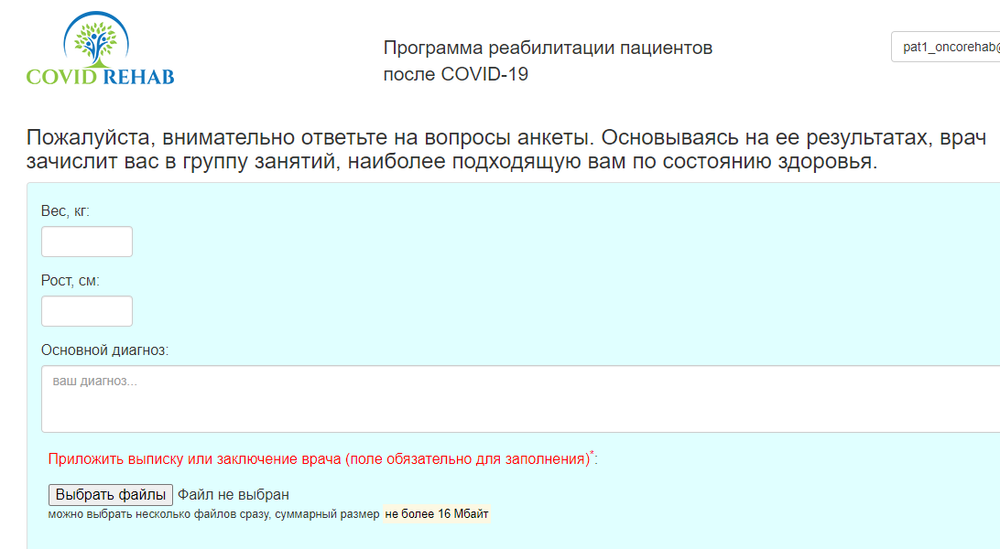 COVID REHAB
Программа реабилитации пациентов
после COVID-19
pat1_oncorehab@
Пожалуйста, внимательно ответьте на вопросы анкеты. Основываясь на ее результатах, врач
зачислит вас в группу занятий, наиболее подходящую вам по состоянию здоровья.
Вес, кг:
Рост, см:
Основной диагноз:
ваш диагноз...
Приложить выписку или заключение врача (поле обязательно для заполнения)*:
Выбрать файлы Файл не выбран
можно выбрать несколько файлов сразу, суммарный размер не более 16 Мбайт